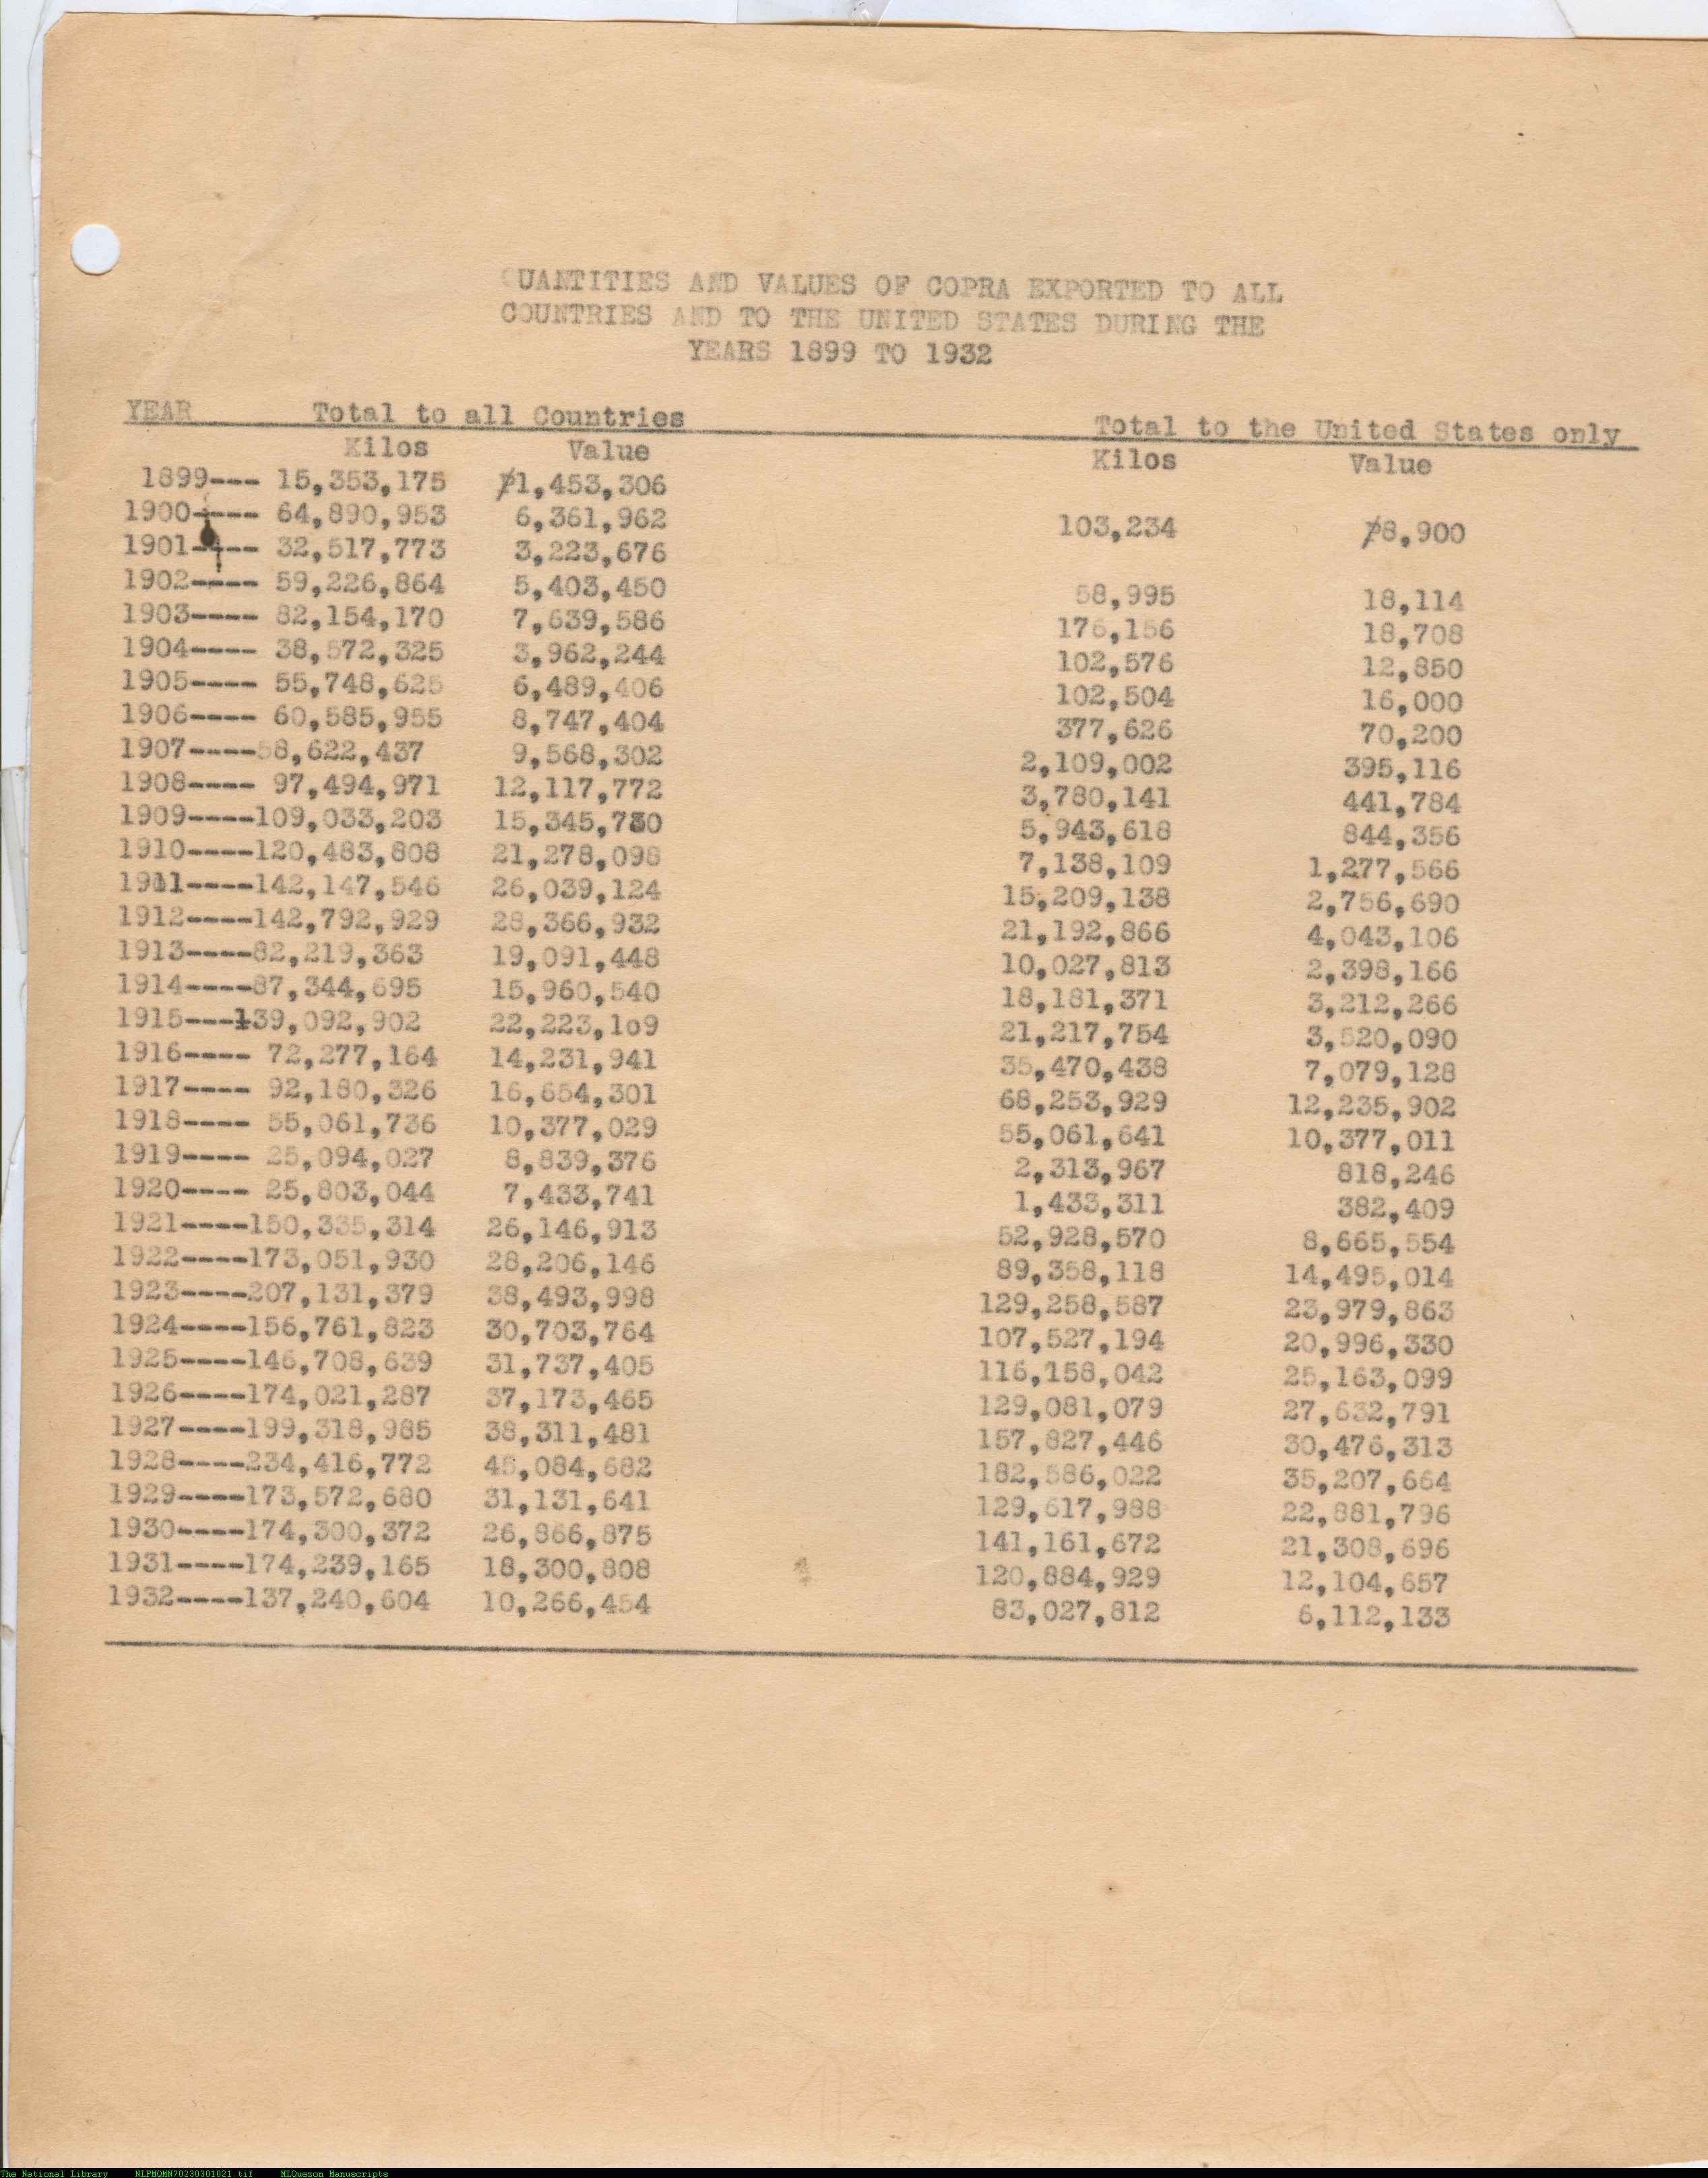 QUANTITIES AND VALUES OF COPRA EXPORTED TO ALL
COUNTRIES AND TO THE UNITED STATES DURING THE
YEARS 1899 TO 1932
YEAR Total to all Countries Total to the United States only
Kilos Value Kilos Value
1899--- 15,353,175 ₱1,453,306
1900---- 64,890,953 6,361,962 103,234 ₱8,900
1901---- 32,517,773 3,223,676
1902---- 59,226,864 5,403,450 58,995 18,114
1903---- 82,154,170 7,639,586 176,156 18,708
1904---- 38,572,325 3,962,244 102,576 12,850
1905---- 55,748,625 6,489,406 102,504 16,000
1906---- 60,585,955 8,747,404 377,626 70,200
1907----58,622,437 9,568,302 2,109,002 395,116
1908---- 97,494,971 12,117,772 3,780,141 441,784
1909----109,033,203 15,345,730 5,943,618 844,356
1910----120,483,808 21,278,098 7,138,109 1,277,566
1911----142,147,546 26,039,124 15,209,138 2,756,690
1912----142,792,929 28,366,932 21,192,866 4,043,106
1913----82,219,363 19,091,448 10,027,813 2,398,166
1914----87,344,695 15,960,540 18,181,371 3,212,266
1915---139,092,902 22,223,1o9 21,217,754 3,520,090
1916---- 72,277,164 14,231,941 35,470,438 7,079,128
1917---- 92,180,326 16,654,301 68,253,929 12,235,902
1918---- 55,061,736 10,377,029 55,061,641 10,377,011
1919---- 25,094,027 8,839,376 2,313,967 818,246
1920---- 25,803,044 7,433,741 1,433,311 382,409
1921----150,335,314 26,146,913 52,928,570 8,665,554
1922----173,051,930 28,206,146 89,358,118 14,495,014
1923----207,131,379 38,493,998 129,258,587 23,979,863
1924----156,761,823 30,703,764 107,527,194 20,996,330
1925----146,708,639 31,737,405 116,158,042 25,163,099
1926----174,021,287 37,173,465 129,081,079 27,632,791
1927----199,318,985 38,311,481 157,827,446 30,476,313
1928----234,416,772 45,084,682 182,586,022 35,207,664
1929----173,572,680 31,131,641 129,617,988 22,881,796
1930----174,300,372 26,866,875 141,161,672 21,308,696
1931----174,239,165 18,300,808 120,884,929 12,104,657
1932----137,240,604 10,266,454 83,027,812 6,112,133
The National Library NLPMQMN70230301021.tif MLQuezon Manuscripts